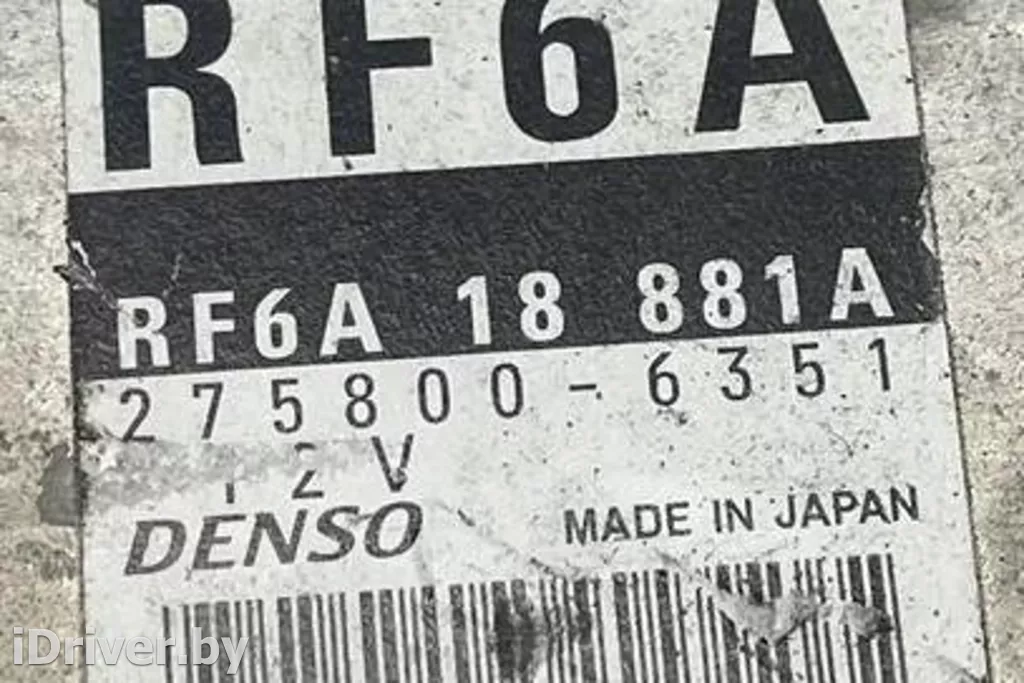 RF6A
RF6A 18 881A
275800-6351
12V
DENSO
MADE IN JAPAN
iDriver.by